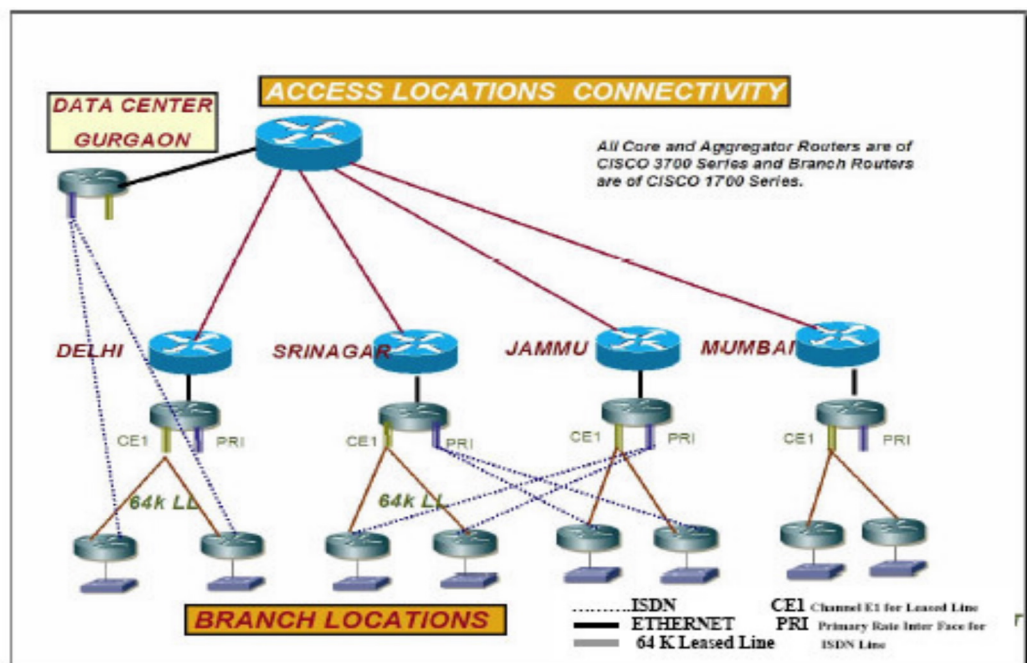 ACCESS LOCATIONS CONNECTIVITY
DATA CENTER
GURGAON
All Core and Aggregator Routers are of
CISCO 3700 Series and Branch Routers
are of CISCO 1700 Series.
DELHI
SRINAGAR
JAMMU
MUMBAI
CE1 PRI
CE1 PRI
CE1 PRI
CE1 PRI
64k LL
64k LL
BRANCH LOCATIONS
ISDN
ETHERNET
64 K Leased Line
CE1 Channel E1 for Leased Line
PRI Primary Rate Inter Face for
ISDN Line